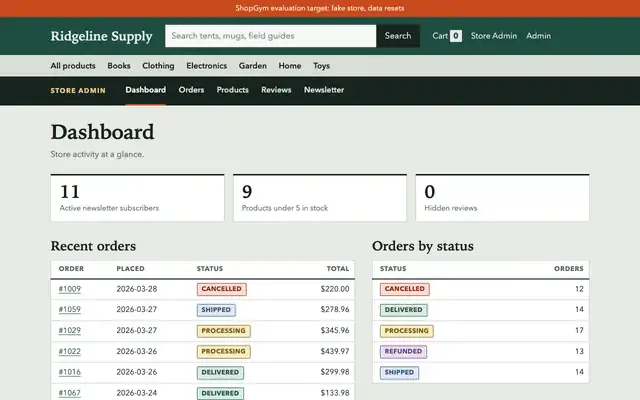 ShopGym evaluation target: fake store, data resets
Ridgeline Supply Search tents, mugs, field guides Search Cart 0 Store Admin Admin
All products Books Clothing Electronics Garden Home Toys
STORE ADMIN Dashboard Orders Products Reviews Newsletter
Dashboard
Store activity at a glance.
11 9 0
Active newsletter subscribers Products under 5 in stock Hidden reviews
Recent orders
ORDER PLACED STATUS TOTAL
#1009 2026-03-28 CANCELLED $220.00
#1059 2026-03-27 SHIPPED $278.96
#1029 2026-03-27 PROCESSING $345.96
#1022 2026-03-26 PROCESSING $439.97
#1016 2026-03-26 DELIVERED $299.98
#1067 2026-03-24 DELIVERED $133.98
Orders by status
STATUS ORDERS
CANCELLED 12
DELIVERED 14
PROCESSING 17
REFUNDED 13
SHIPPED 14